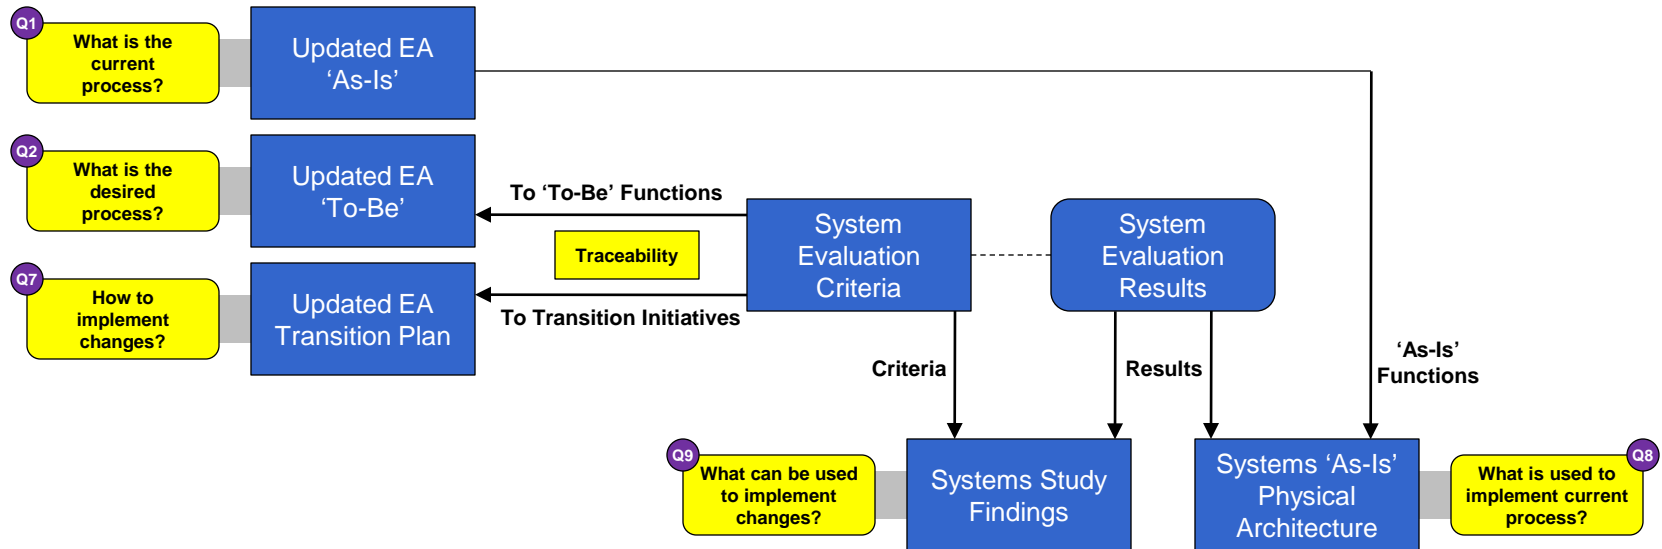 Q1
What is the
current
process?
Updated EA
‘As-Is’
Q2
What is the
desired
process?
Updated EA
‘To-Be’
To ‘To-Be’ Functions
Traceability
To Transition Initiatives
System
Evaluation
Criteria
System
Evaluation
Results
Q7
How to
implement
changes?
Updated EA
Transition Plan
Criteria
Results
‘As-Is’
Functions
Q9
What can be used
to implement
changes?
Systems Study
Findings
Systems ‘As-Is’
Physical
Architecture
Q8
What is used to
implement current
process?